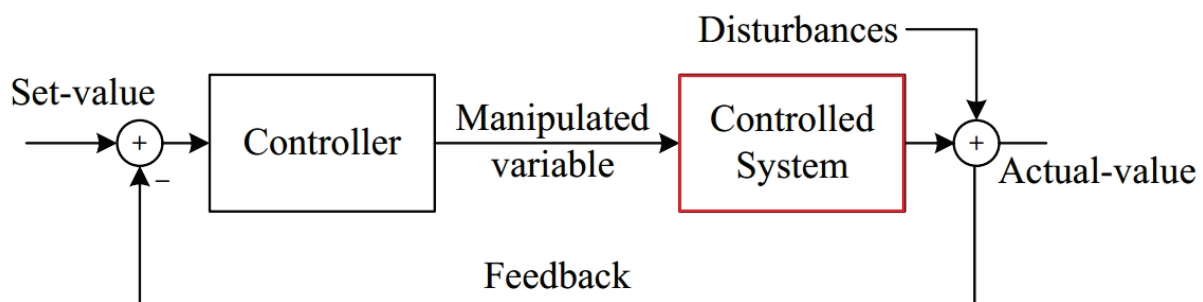 Disturbances
Set-value
+
Controller
Manipulated
variable
Controlled
System
+
−
Actual-value
Feedback